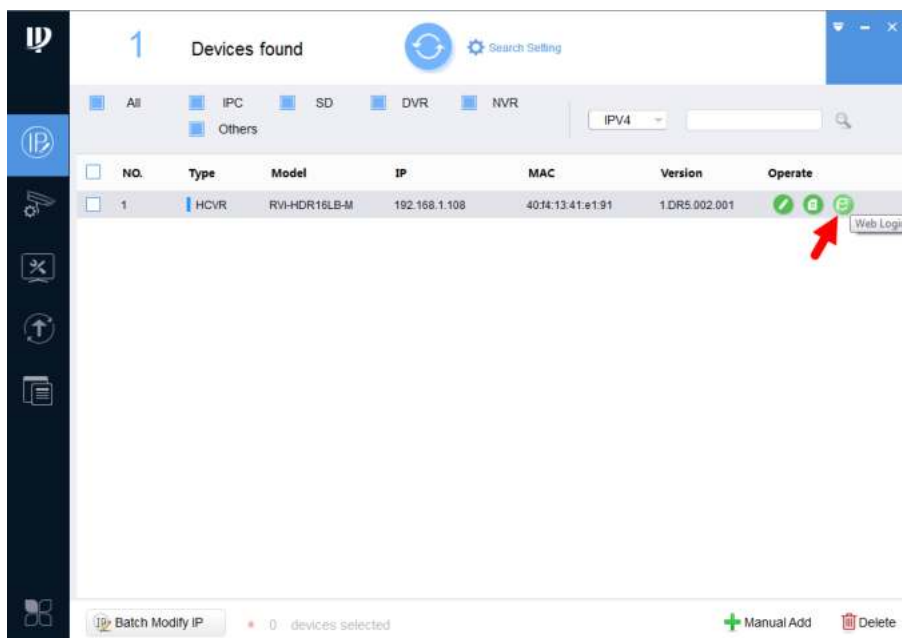 1 Devices found Search Setting
All IPC SD DVR NVR
Others
IPV4
NO. Type Model IP MAC Version Operate
1 HCVR RVI-HDR16LB-M 192.168.1.108 40:f4:13:41:e1:91 1.DR5.002.001
Web Login
Batch Modify IP * 0 devices selected Manual Add Delete